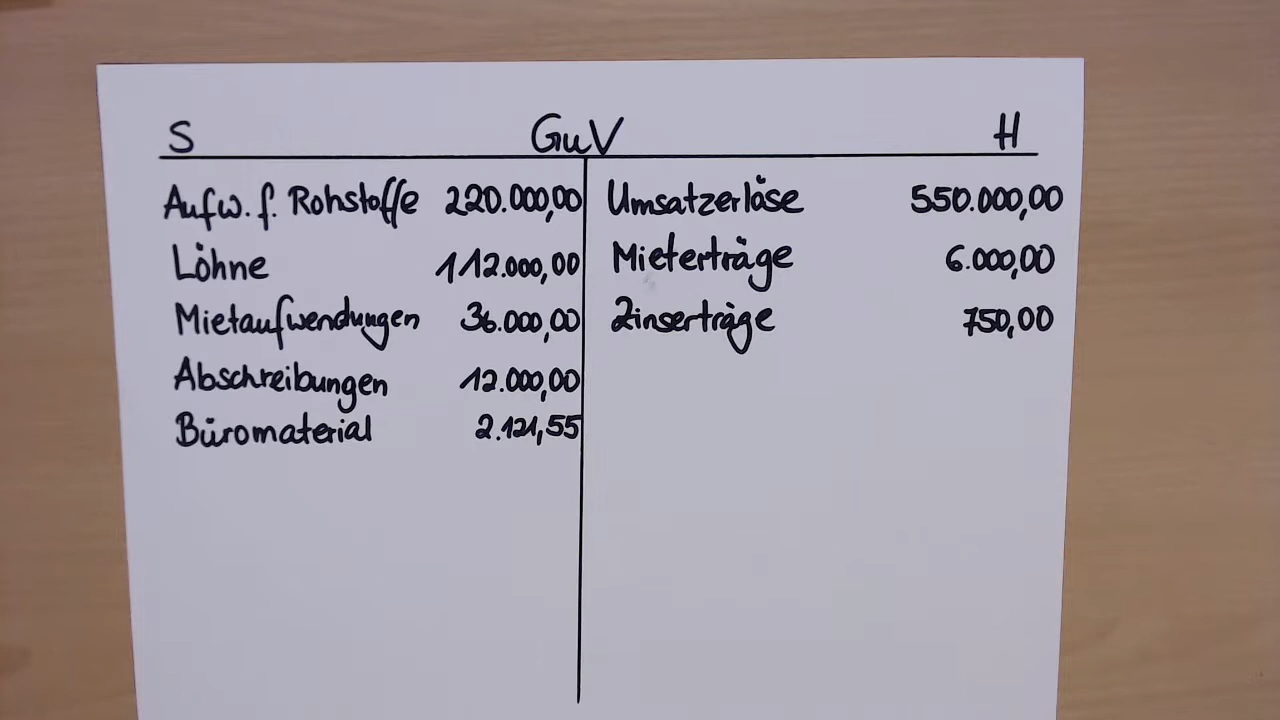 S GuV H
Aufw. f. Rohstoffe 220.000,00 Umsatzerlöse 550.000,00
Löhne 112.000,00 Mieterträge 6.000,00
Mietaufwendungen 36.000,00 Zinserträge 750,00
Abschreibungen 12.000,00
Büromaterial 2.121,55